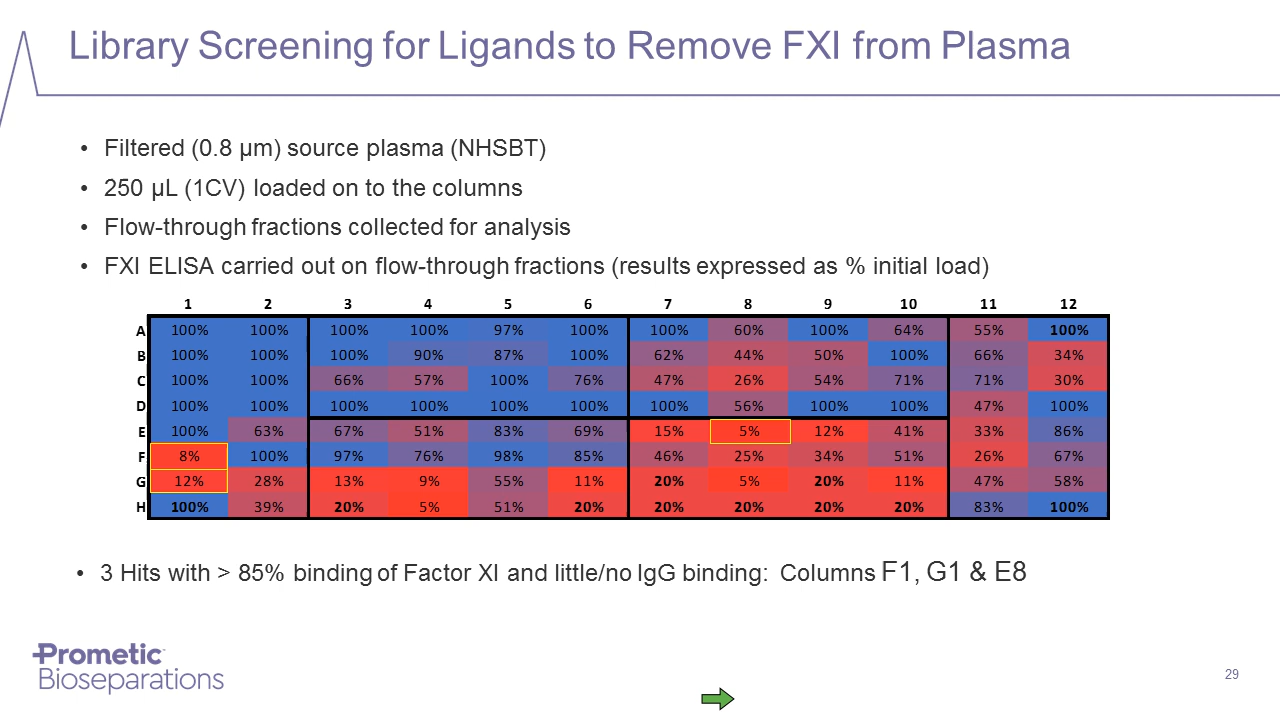 Library Screening for Ligands to Remove FXI from Plasma
• Filtered (0.8 µm) source plasma (NHSBT)
• 250 µL (1CV) loaded on to the columns
• Flow-through fractions collected for analysis
• FXI ELISA carried out on flow-through fractions (results expressed as % initial load)
1 2 3 4 5 6 7 8 9 10 11 12
A 100% 100% 100% 100% 97% 100% 100% 60% 100% 64% 55% 100%
B 100% 100% 100% 90% 87% 100% 62% 44% 50% 100% 66% 34%
C 100% 100% 66% 57% 100% 76% 47% 26% 54% 71% 71% 30%
D 100% 100% 100% 100% 100% 100% 100% 56% 100% 100% 47% 100%
E 100% 63% 67% 51% 83% 69% 15% 5% 12% 41% 33% 86%
F 8% 100% 97% 76% 98% 85% 46% 25% 34% 51% 26% 67%
G 12% 28% 13% 9% 55% 11% 20% 5% 20% 11% 47% 58%
H 100% 39% 20% 5% 51% 20% 20% 20% 20% 20% 83% 100%
• 3 Hits with > 85% binding of Factor XI and little/no IgG binding: Columns F1, G1 & E8
Prometic
Bioseparations
29